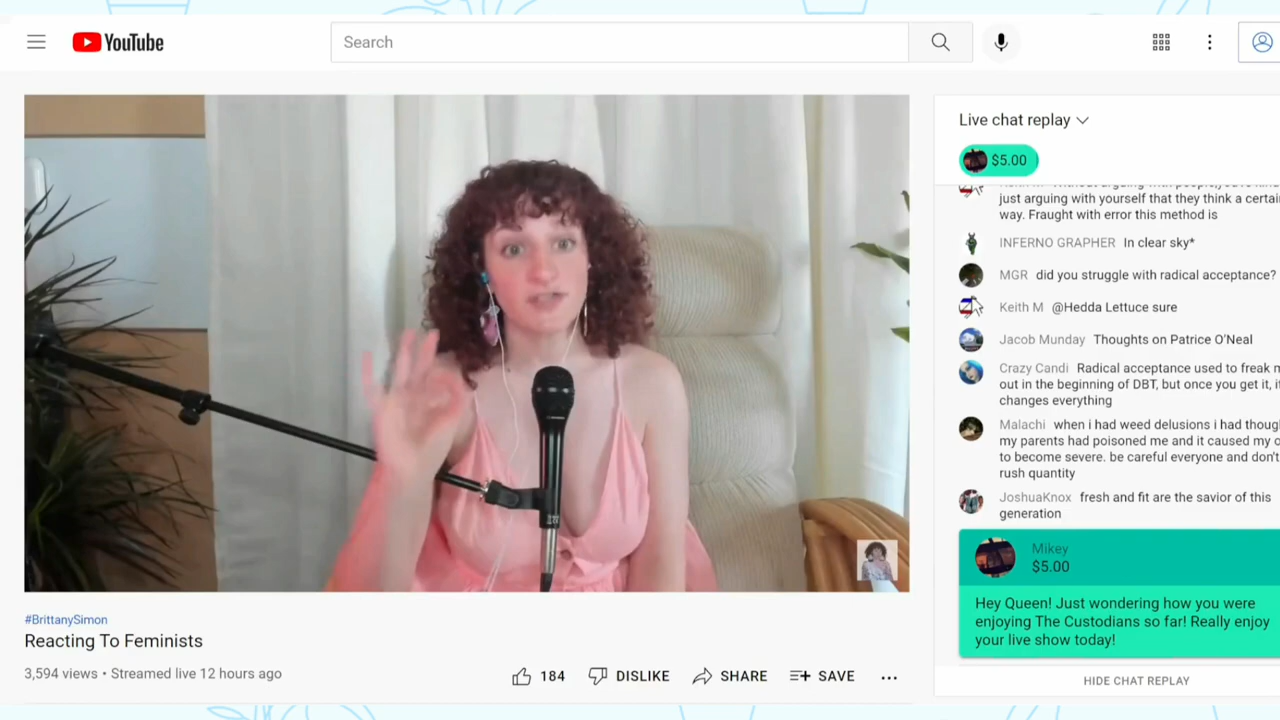 YouTube
Search
Live chat replay
$5.00
just arguing with yourself that they think a certai
way. Fraught with error this method is
INFERNO GRAPHER In clear sky*
MGR did you struggle with radical acceptance?
Keith M @Hedda Lettuce sure
Jacob Munday Thoughts on Patrice O'Neal
Crazy Candi Radical acceptance used to freak m
out in the beginning of DBT, but once you get it, i
changes everything
Malachi when i had weed delusions i had thoug
my parents had poisoned me and it caused my o
to become severe. be careful everyone and don't
rush quantity
JoshuaKnox fresh and fit are the savior of this
generation
Mikey
$5.00
Hey Queen! Just wondering how you were
enjoying The Custodians so far! Really enjoy
your live show today!
HIDE CHAT REPLAY
#BrittanySimon
Reacting To Feminists
3,594 views • Streamed live 12 hours ago
184 DISLIKE SHARE SAVE